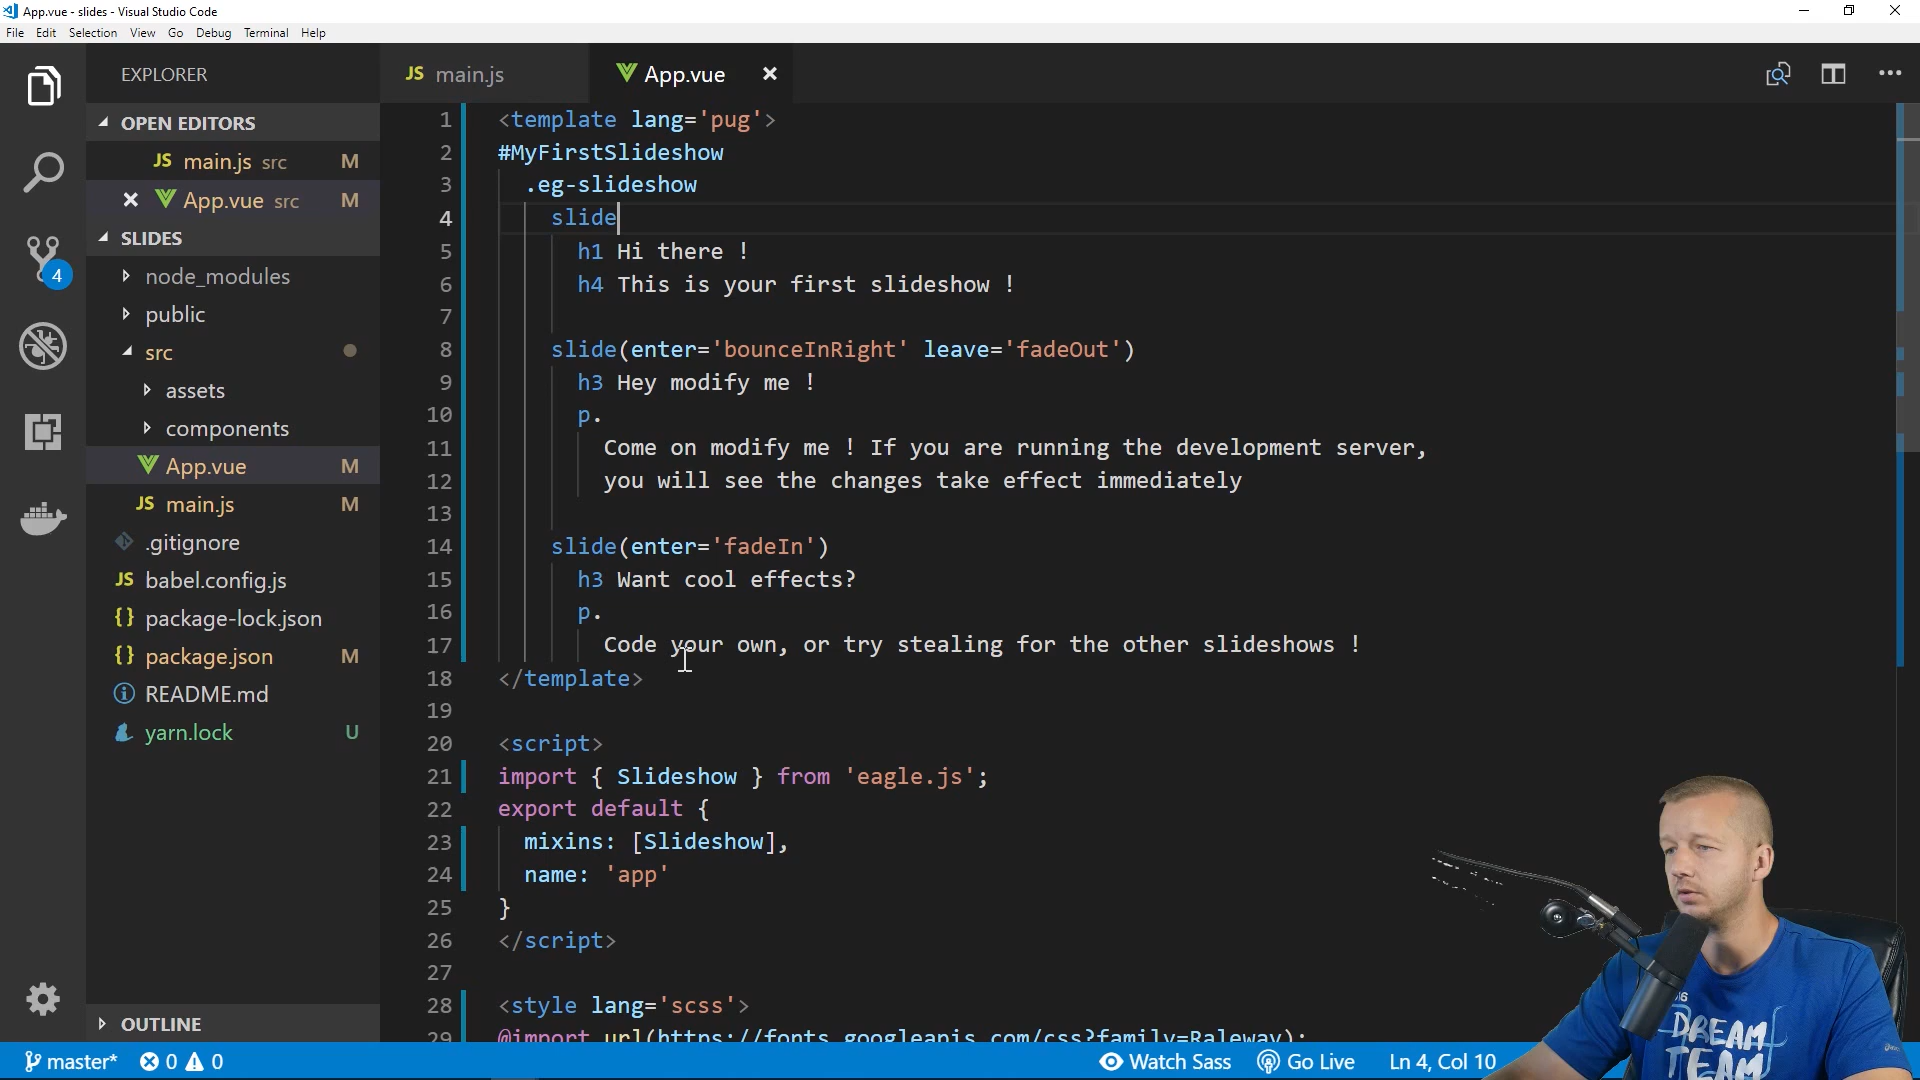 App.vue - slides - Visual Studio Code
File Edit Selection View Go Debug Terminal Help
EXPLORER
OPEN EDITORS
JS main.js src M
App.vue src M
SLIDES
node_modules
public
src
assets
components
App.vue M
JS main.js M
.gitignore
JS babel.config.js
{} package-lock.json
{} package.json M
README.md
yarn.lock U
OUTLINE
4
JS main.js
App.vue
1 <template lang='pug'>
2 #MyFirstSlideshow
3 .eg-slideshow
4 slide
5 h1 Hi there !
6 h4 This is your first slideshow !
7
8 slide(enter='bounceInRight' leave='fadeOut')
9 h3 Hey modify me !
10 p.
11 Come on modify me ! If you are running the development server,
12 you will see the changes take effect immediately
13
14 slide(enter='fadeIn')
15 h3 Want cool effects?
16 p.
17 Code your own, or try stealing for the other slideshows !
18 </template>
19
20 <script>
21 import { Slideshow } from 'eagle.js';
22 export default {
23 mixins: [Slideshow],
24 name: 'app'
25 }
26 </script>
27
28 <style lang='scss'>
29 @import url(https://fonts.googleapis.com/css?family=Raleway);
master* 0 0 Watch Sass Go Live Ln 4, Col 10
DREAM
TEAM